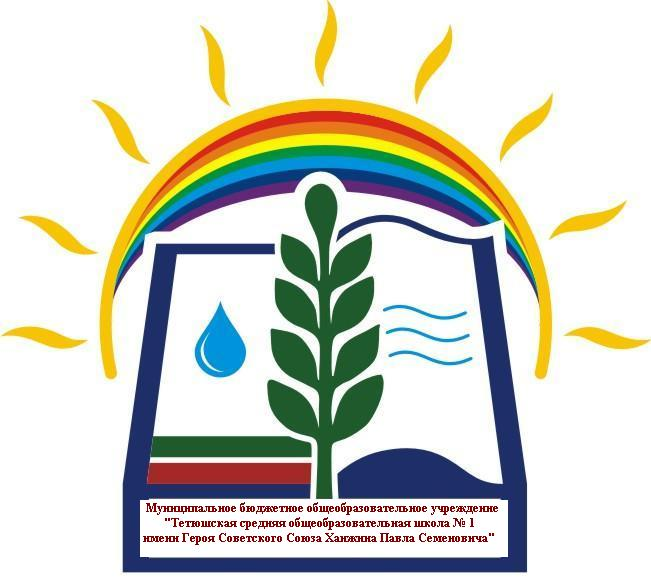 Муниципальное бюджетное общеобразовательное учреждение
"Тетюшская средняя общеобразовательная школа № 1
имени Героя Советского Союза Ханжина Павла Семеновича"